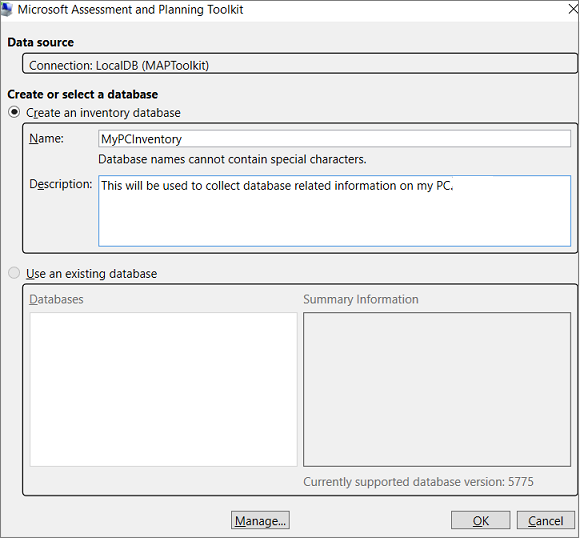 Microsoft Assessment and Planning Toolkit
Data source
Connection: LocalDB (MAPToolkit)
Create or select a database
Create an inventory database
Name: MyPCInventory
Database names cannot contain special characters.
Description: This will be used to collect database related information on my PC.
Use an existing database
Databases Summary Information
Currently supported database version: 5775
Manage... OK Cancel